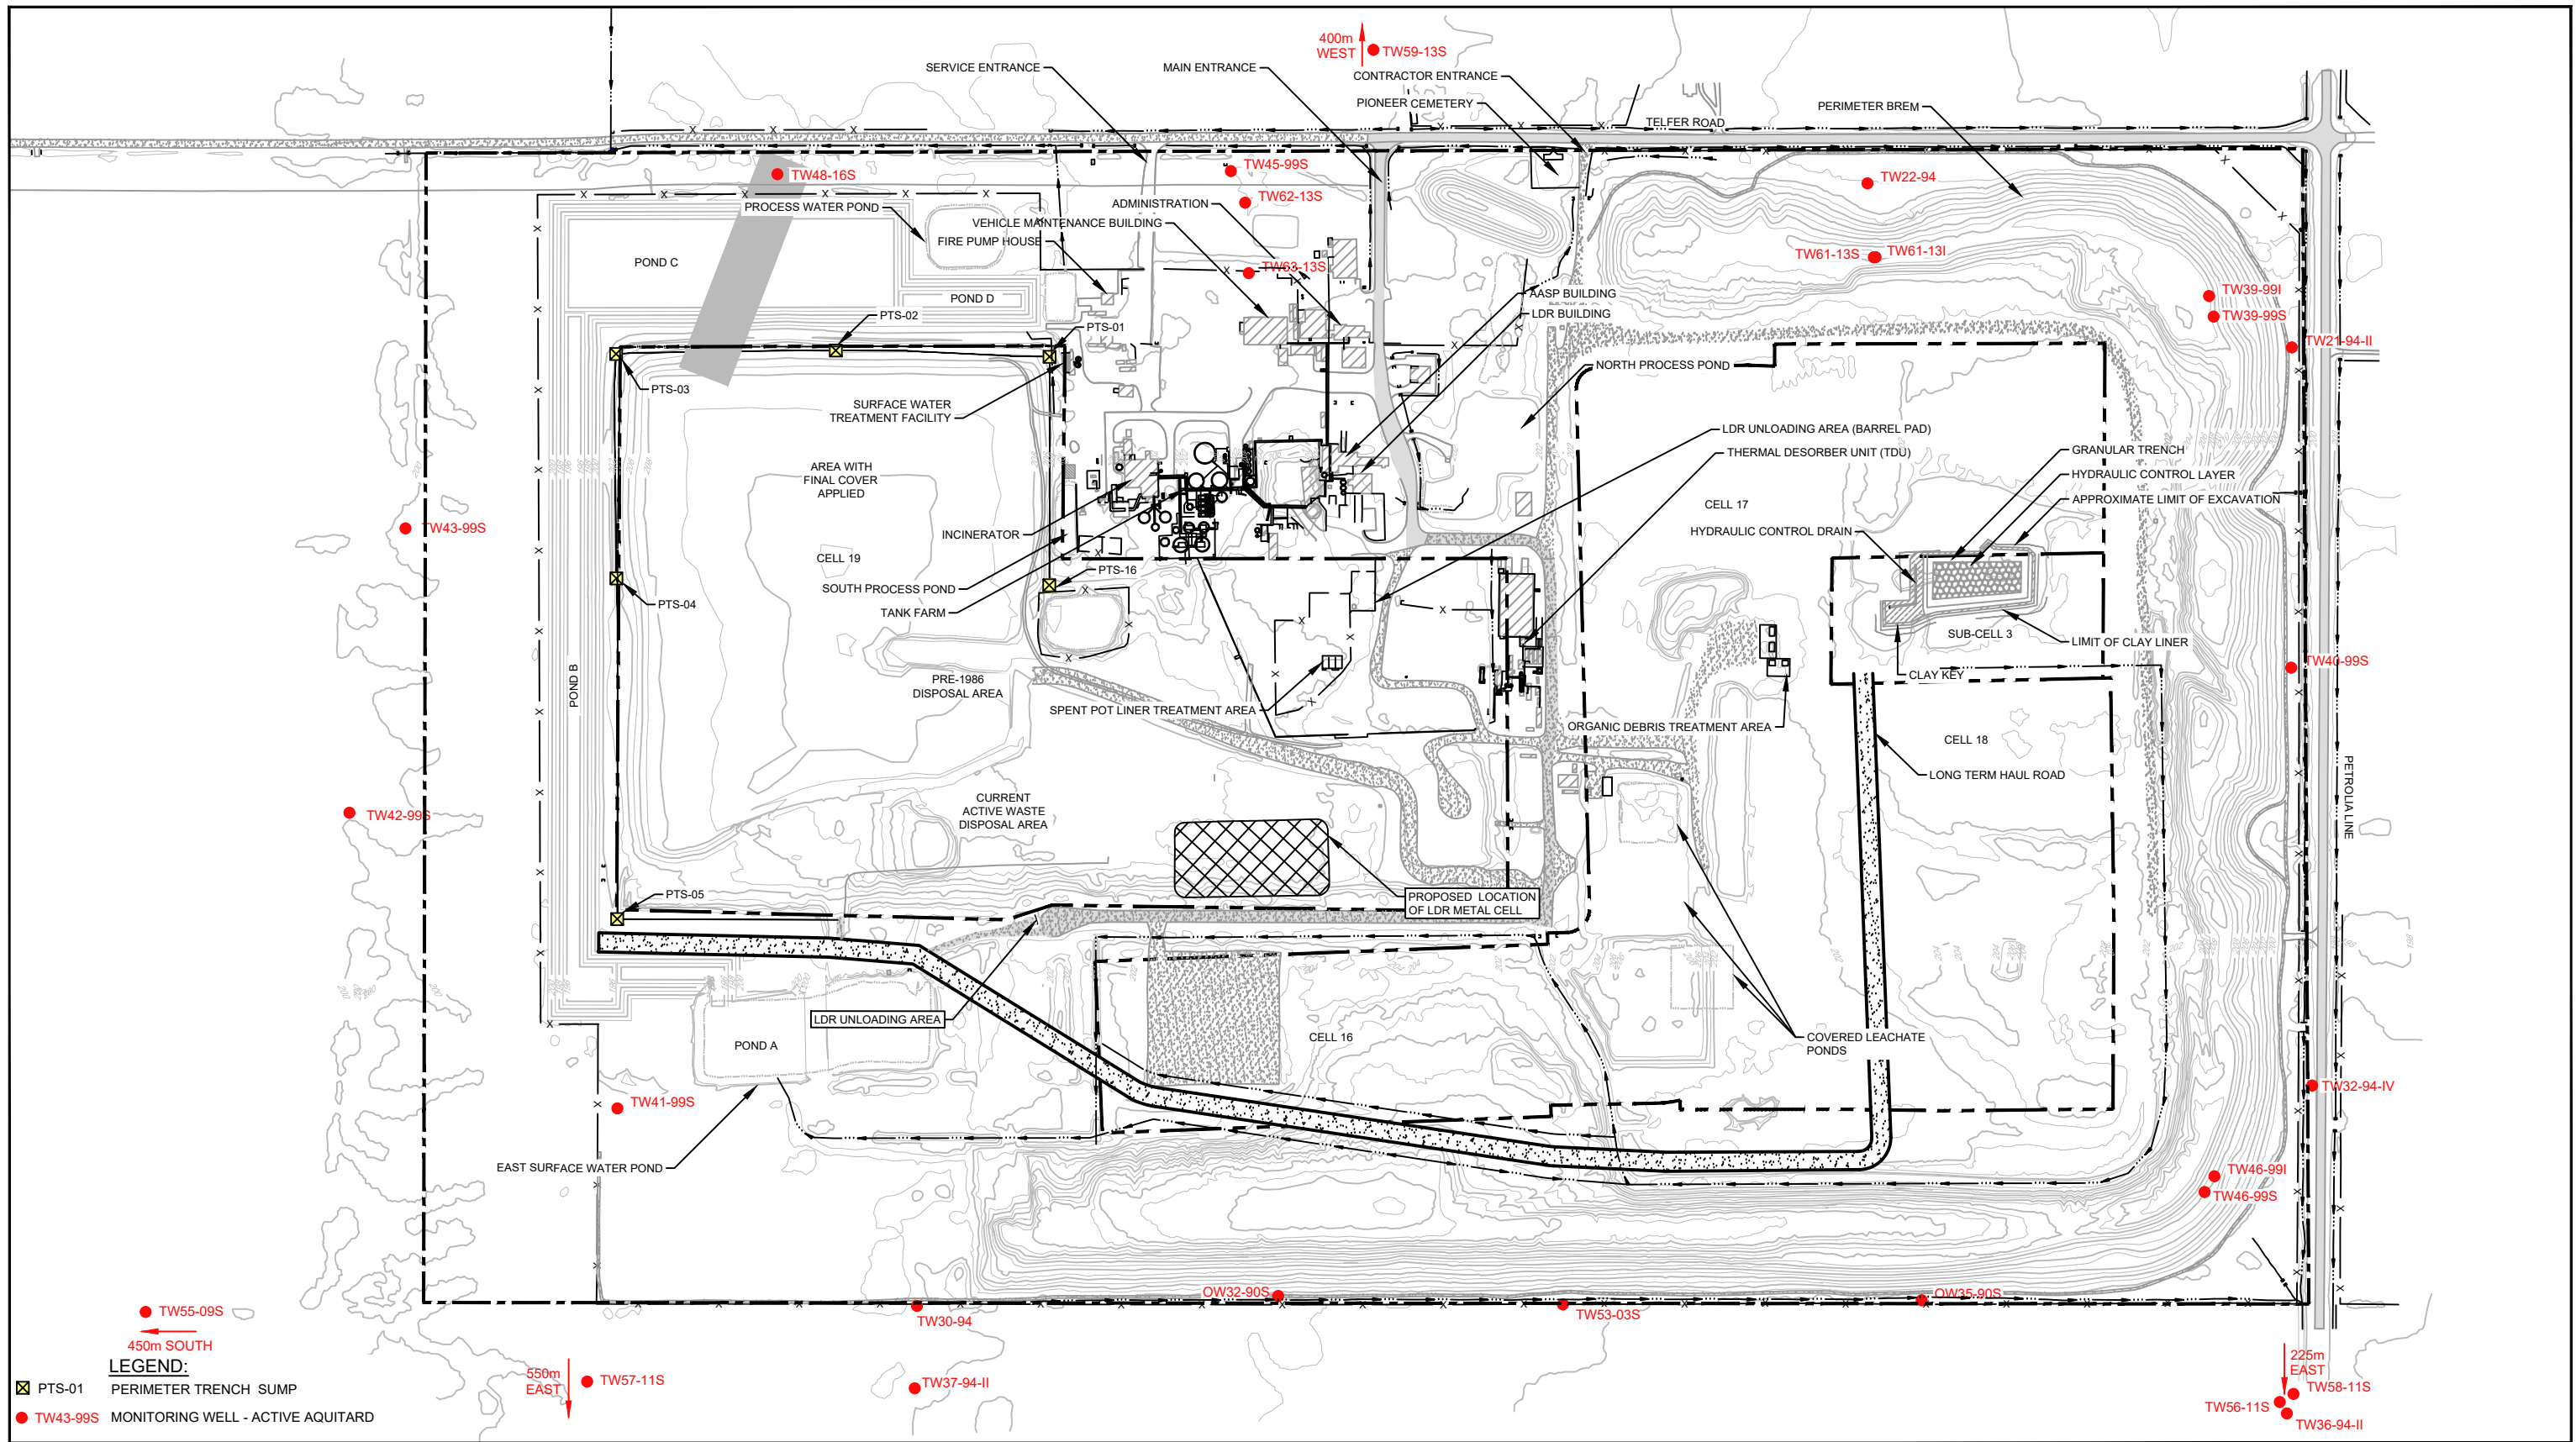 400m
WEST
TW59-13S
SERVICE ENTRANCE
MAIN ENTRANCE
CONTRACTOR ENTRANCE
PIONEER CEMETERY
PERIMETER BREM
TELFER ROAD
TW48-16S
TW45-99S
TW62-13S
TW22-94
PROCESS WATER POND
ADMINISTRATION
VEHICLE MAINTENANCE BUILDING
FIRE PUMP HOUSE
TW63-13S
TW61-13S
TW61-13I
POND C
POND D
AASP BUILDING
LDR BUILDING
TW39-99I
TW39-99S
TW21-94-II
PTS-02
PTS-01
PTS-03
NORTH PROCESS POND
SURFACE WATER
TREATMENT FACILITY
LDR UNLOADING AREA (BARREL PAD)
THERMAL DESORBER UNIT (TDU)
GRANULAR TRENCH
HYDRAULIC CONTROL LAYER
APPROXIMATE LIMIT OF EXCAVATION
AREA WITH
FINAL COVER
APPLIED
CELL 17
HYDRAULIC CONTROL DRAIN
TW43-99S
INCINERATOR
CELL 19
PTS-16
SOUTH PROCESS POND
TANK FARM
PTS-04
SUB-CELL 3
LIMIT OF CLAY LINER
CLAY KEY
TW40-99S
POND B
PRE-1986
DISPOSAL AREA
SPENT POT LINER TREATMENT AREA
ORGANIC DEBRIS TREATMENT AREA
CELL 18
LONG TERM HAUL ROAD
PETROLIA LINE
TW42-99S
CURRENT
ACTIVE WASTE
DISPOSAL AREA
PTS-05
PROPOSED LOCATION
OF LDR METAL CELL
LDR UNLOADING AREA
POND A
CELL 16
COVERED LEACHATE
PONDS
TW32-94-IV
TW41-99S
EAST SURFACE WATER POND
TW46-99I
TW46-99S
OW32-90S
OW35-90S
TW55-09S
TW30-94
TW53-03S
450m SOUTH
550m
EAST
TW57-11S
TW37-94-II
225m
EAST
TW58-11S
TW56-11S
TW36-94-II
LEGEND:
PTS-01 PERIMETER TRENCH SUMP
TW43-99S MONITORING WELL - ACTIVE AQUITARD